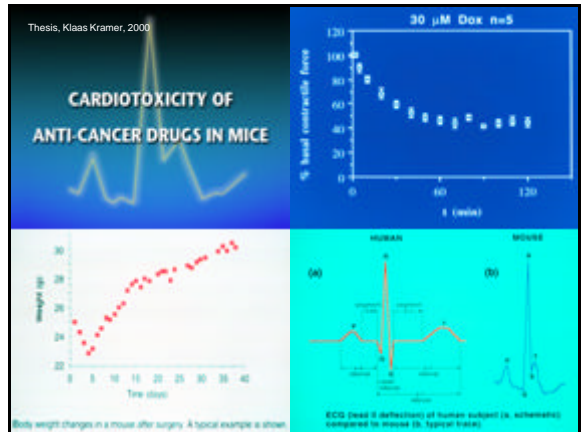 Thesis, Klaas Kramer, 2000
CARDIOTOXICITY OF
ANTI-CANCER DRUGS IN MICE
30 µM Dox n=5
% basal contractile force
120
100
80
60
40
20
0
0 60 120
t (min)
Weight (g)
30
28
26
24
22
0 5 10 15 20 25 30 35 40
Time (days)
Body weight changes in a mouse after surgery. A typical example is shown.
HUMAN MOUSE
(a) (b)
ECG (lead II deflection) of human subject (a, schematic)
compared to mouse (b, typical trace)